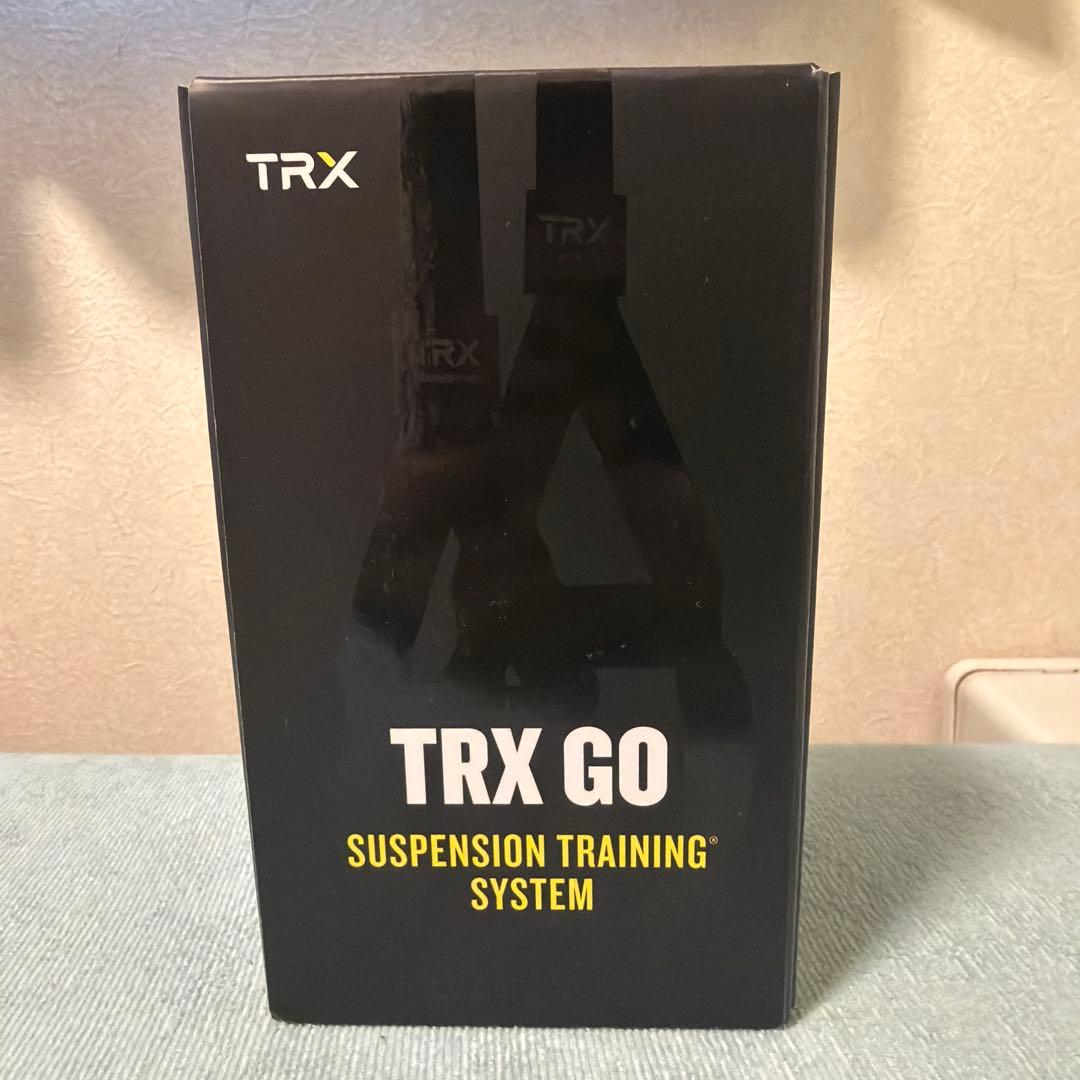 TRX
TRX
TRX
TRX GO
SUSPENSION TRAINING®
SYSTEM